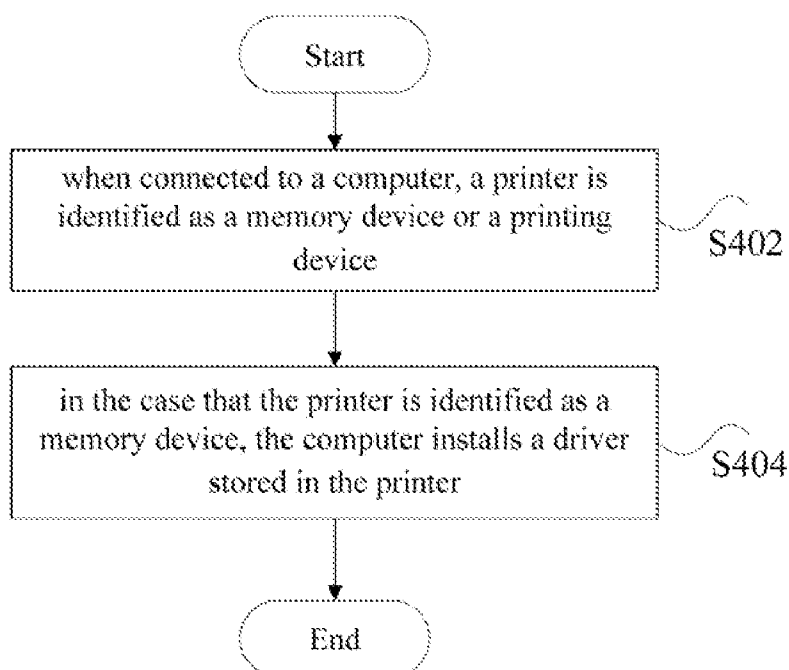 Start
when connected to a computer, a printer is
identified as a memory device or a printing
device
S402
in the case that the printer is identified as a
memory device, the computer installs a driver
stored in the printer
S404
End